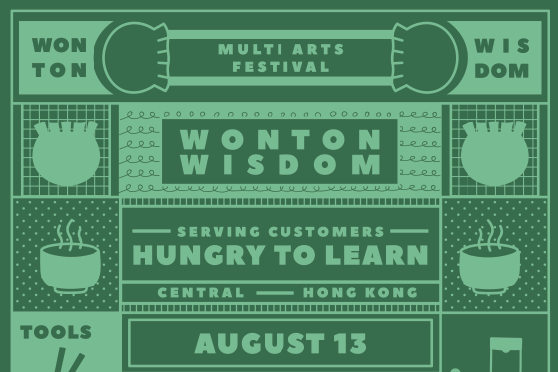 WON
TON
MULTI ARTS
FESTIVAL
WIS
DOM
WONTON
WISDOM
SERVING CUSTOMERS
HUNGRY TO LEARN
CENTRAL — HONG KONG
TOOLS
AUGUST 13